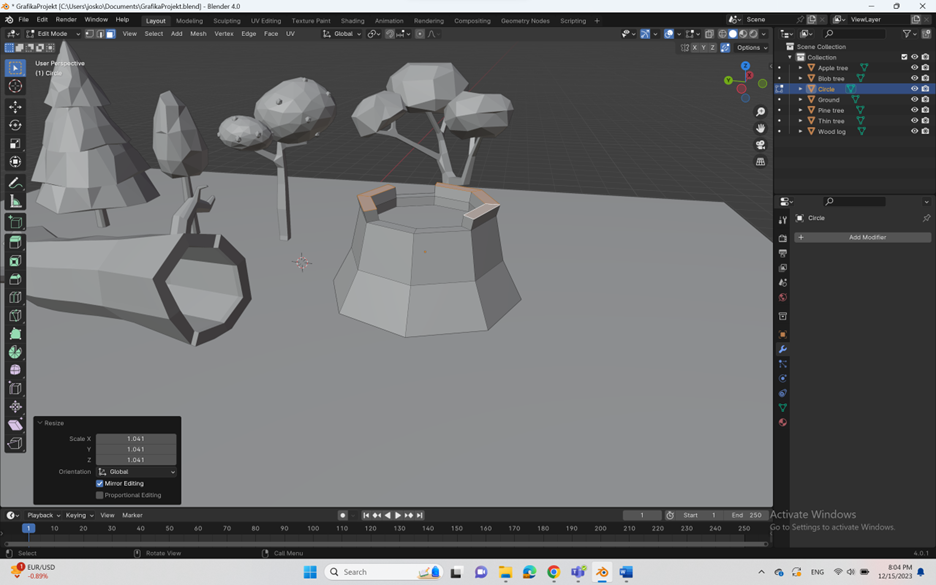 * GrafikaProjekt [C:\Users\josko\Documents\GrafikaProjekt.blend] - Blender 4.0
File Edit Render Window Help Layout Modeling Sculpting UV Editing Texture Paint Shading Animation Rendering Compositing Geometry Nodes Scripting + Scene ViewLayer
Edit Mode View Select Add Mesh Vertex Edge Face UV Global
X Y Z Options
User Perspective
(1) Circle
Z
Y
X
Scene Collection
Collection
Apple tree
Blob tree
Circle
Ground
Pine tree
Thin tree
Wood log
Circle
+ Add Modifier
Resize
Scale X 1.041
Y 1.041
Z 1.041
Orientation Global
Mirror Editing
Proportional Editing
Playback Keying View Marker 1 Start 1 End 250
1 10 20 30 40 50 60 70 80 90 100 110 120 130 140 150 160 170 180 190 200 210 220 230 240 250
Activate Windows
Go to Settings to activate Windows.
Select Rotate View Call Menu 4.0.1
1 EUR/USD
-0.89%
Search
ENG
8:04 PM
12/15/2023